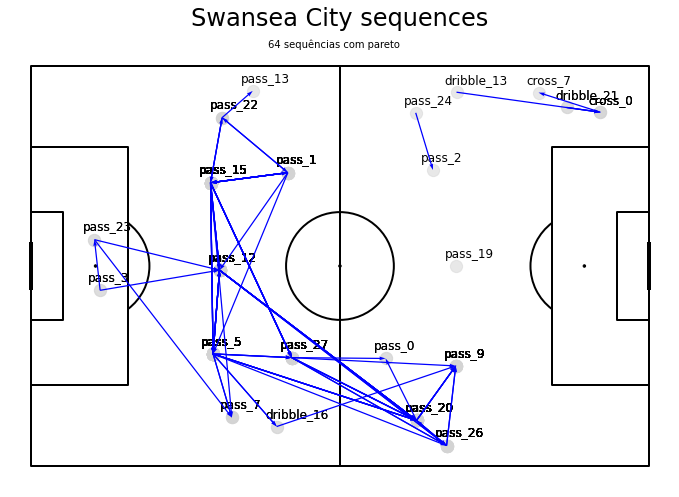 Swansea City sequences
64 sequências com pareto
pass_13
dribble_13
cross_7
pass_22
pass_24
dribble_21
cross_0
pass_15
pass_1
pass_2
pass_23
pass_12
pass_19
pass_3
pass_5
pass_27
pass_0
pass_9
pass_7
dribble_16
pass_20
pass_26